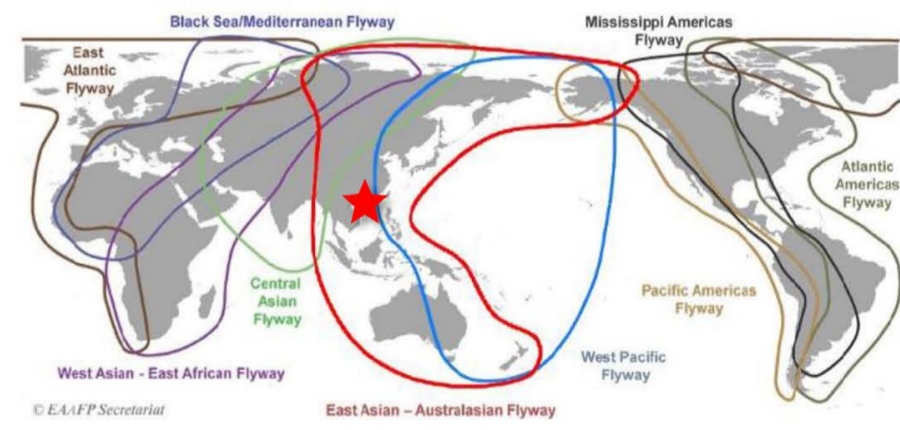 Black Sea/Mediterranean Flyway
Mississippi Americas
Flyway
East
Atlantic
Flyway
Atlantic
Americas
Flyway
Central
Asian
Flyway
Pacific Americas
Flyway
West Pacific
Flyway
West Asian - East African Flyway
© EAAFP Secretariat
East Asian – Australasian Flyway